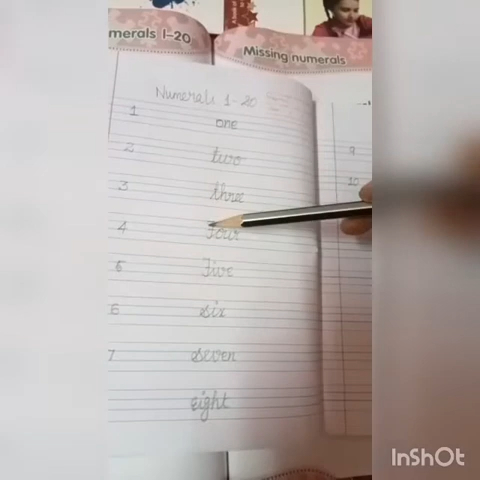 merals 1-20
Missing numerals
Numerals 1-20
1 one
2 two
3 three
4 Four
5 Five
6 six
7 seven
eight
9
10
InShOt